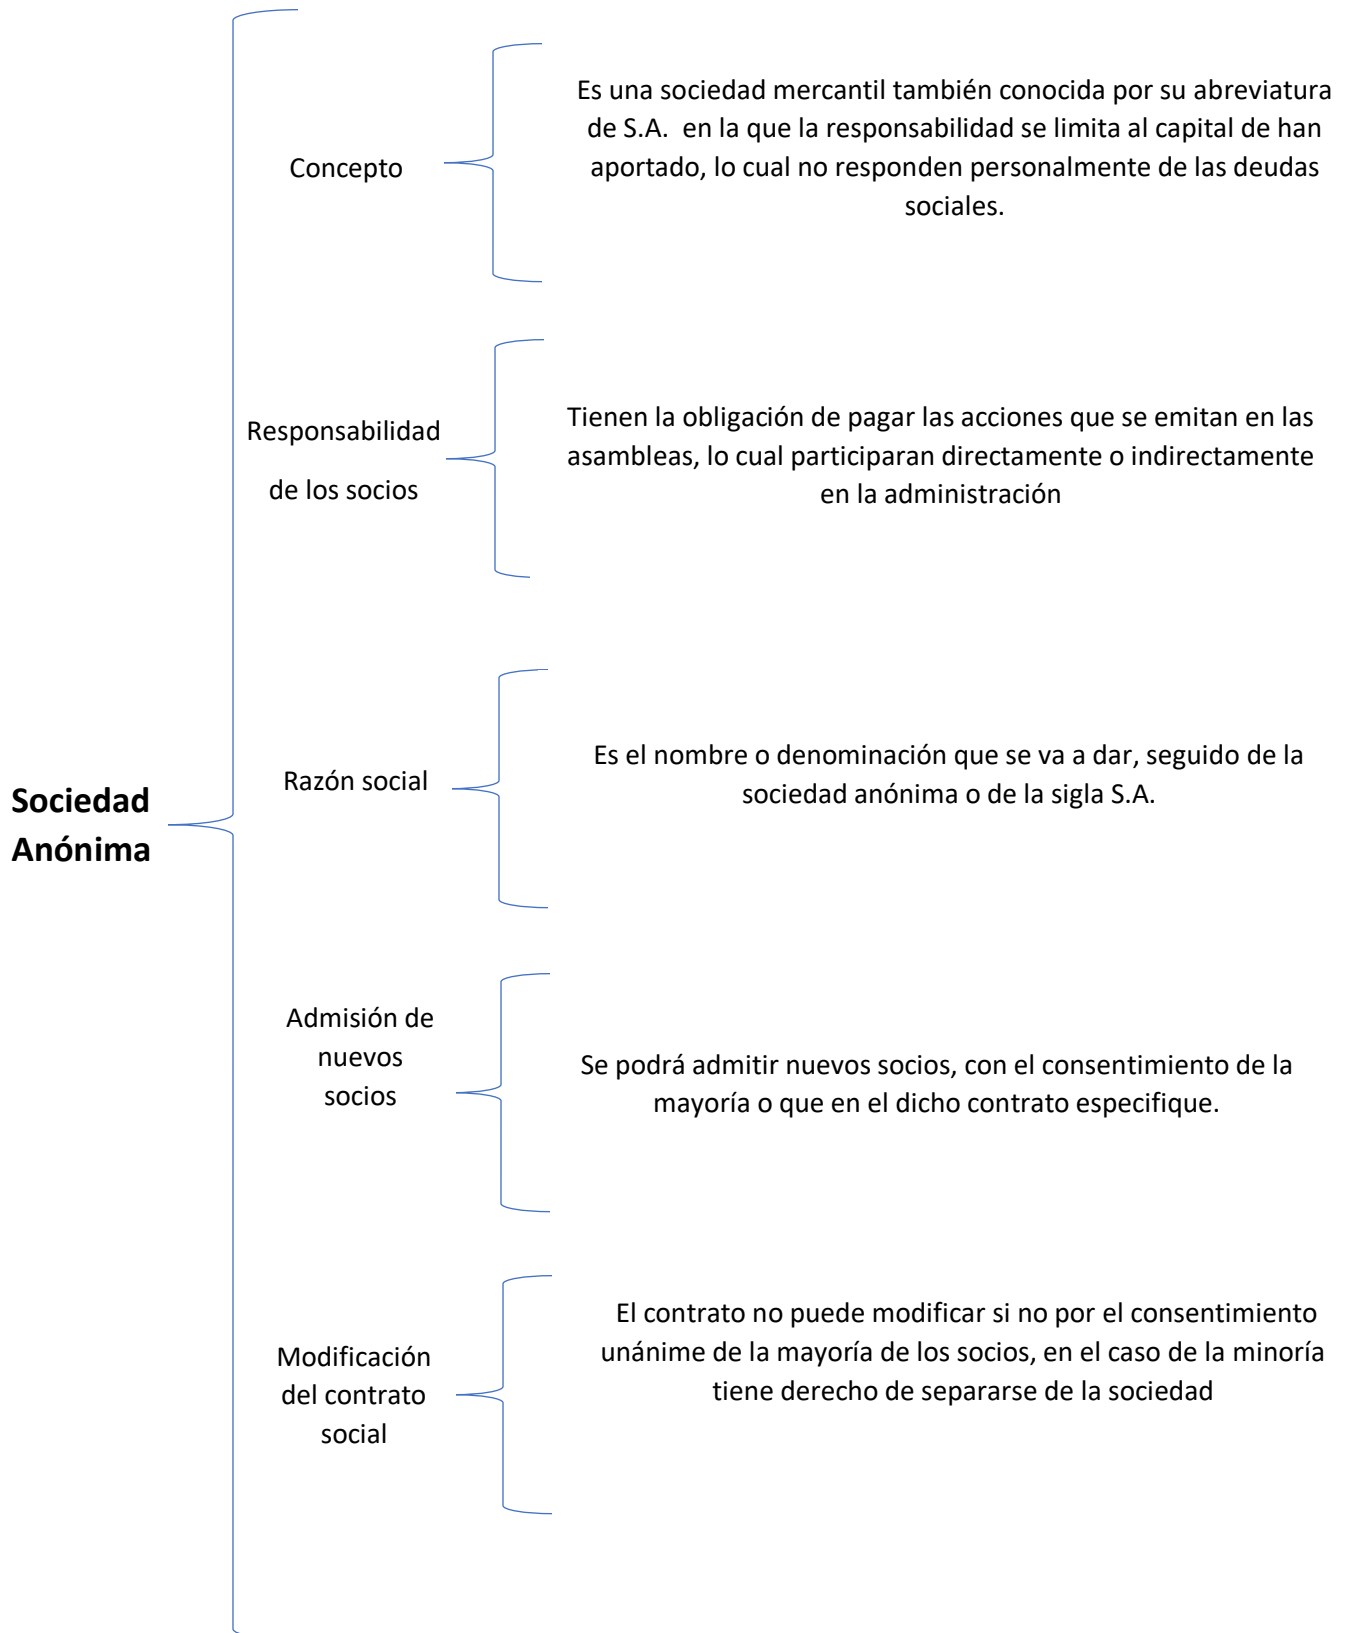 Concepto
Es una sociedad mercantil también conocida por su abreviatura
de S.A.  en la que la responsabilidad se limita al capital de han
aportado, lo cual no responden personalmente de las deudas
sociales.
Responsabilidad
de los socios
Tienen la obligación de pagar las acciones que se emitan en las
asambleas, lo cual participaran directamente o indirectamente
en la administración
Sociedad
Anónima
Razón social
Es el nombre o denominación que se va a dar, seguido de la
sociedad anónima o de la sigla S.A.
Admisión de
nuevos
socios
Se podrá admitir nuevos socios, con el consentimiento de la
mayoría o que en el dicho contrato especifique.
Modificación
del contrato
social
El contrato no puede modificar si no por el consentimiento
unánime de la mayoría de los socios, en el caso de la minoría
tiene derecho de separarse de la sociedad